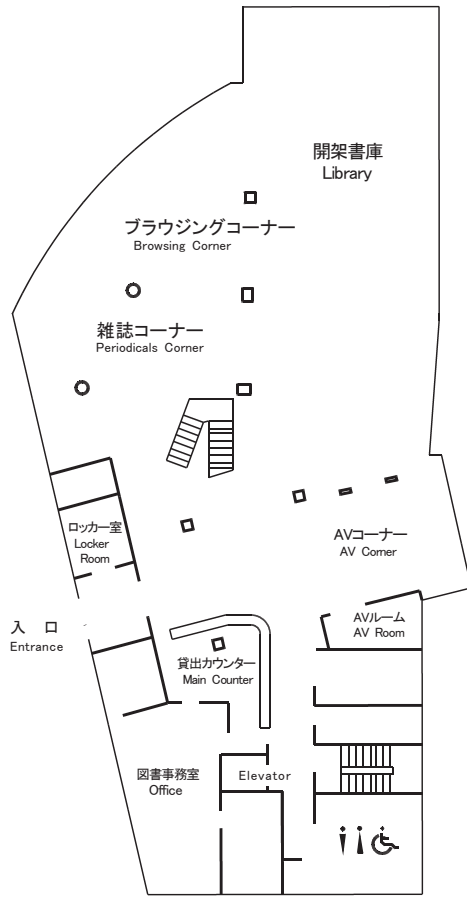 開架書庫
Library
ブラウジングコーナー
Browsing Corner
雑誌コーナー
Periodicals Corner
ロッカー室
Locker
Room
AVコーナー
AV Corner
入 口
Entrance
AVルーム
AV Room
貸出カウンター
Main Counter
図書事務室
Office
Elevator